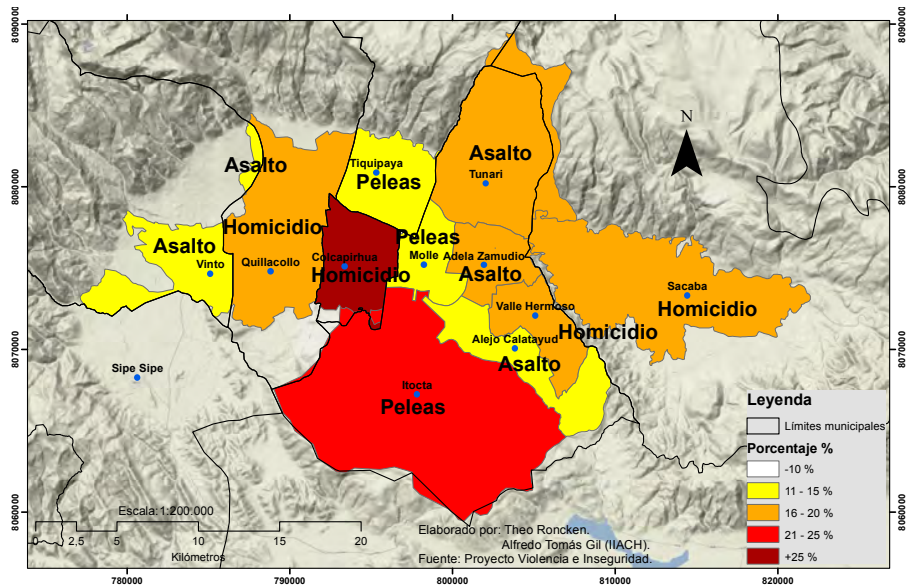 8090000
8090000
N
Asalto
Tunari
Asalto
Tiquipaya
Peleas
8080000
8080000
Homicidio
Peleas
Asalto
Vinto
Quillacollo
Colcapirhua
Homicidio
Molle
Adela Zamudio
Asalto
Sacaba
Homicidio
Valle Hermoso
Homicidio
Alejo Calatayud
Asalto
8070000
8070000
Sipe Sipe
Itocta
Peleas
Leyenda
Límites municipales
Porcentaje %
-10 %
11 - 15 %
16 - 20 %
21 - 25 %
+25 %
8060000
8060000
Escala:1:200.000
0 2,5 5 10 15 20
Kilómetros
Elaborado por: Theo Roncken.
Alfredo Tomás Gil (IIACH).
Fuente: Proyecto Violencia e Inseguridad.
780000 790000 800000 810000 820000